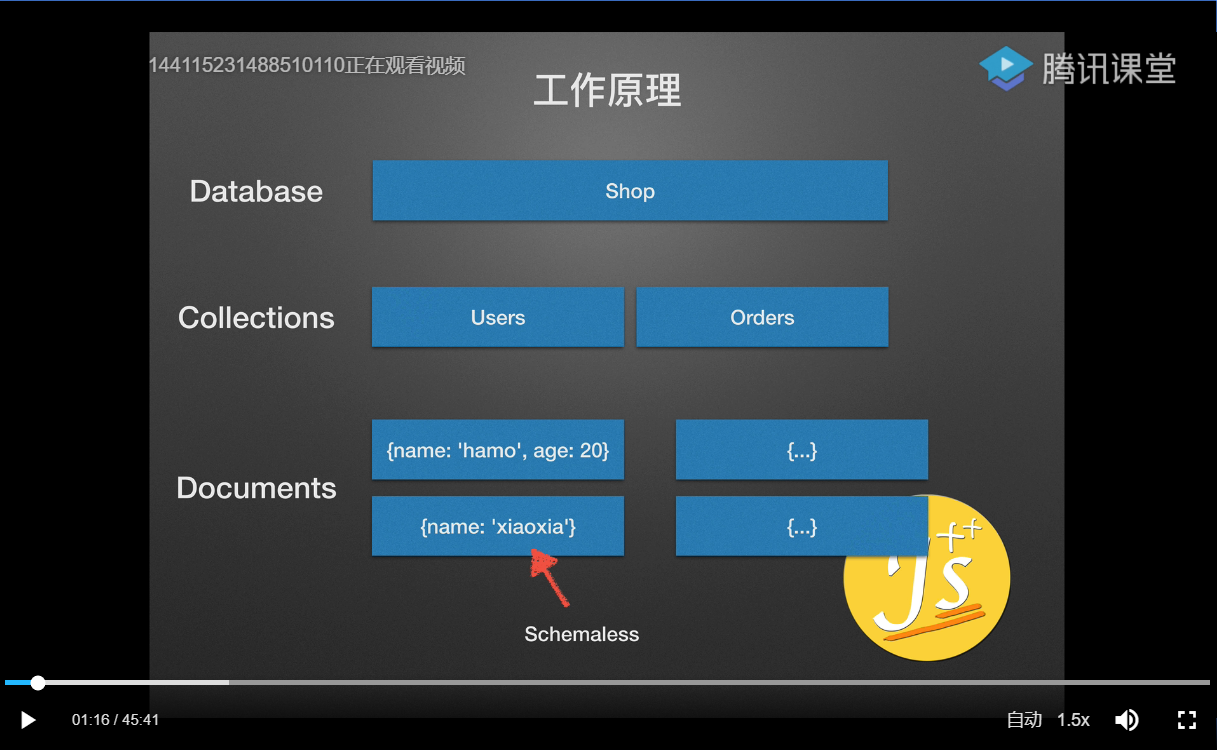 144115231488510110正在观看视频
腾讯课堂
工作原理
Database
Shop
Collections
Users
Orders
Documents
{name: 'hamo', age: 20}
{...}
{name: 'xiaoxia'}
{...}
Js++
Schemaless
01:16 / 45:41
自动
1.5x